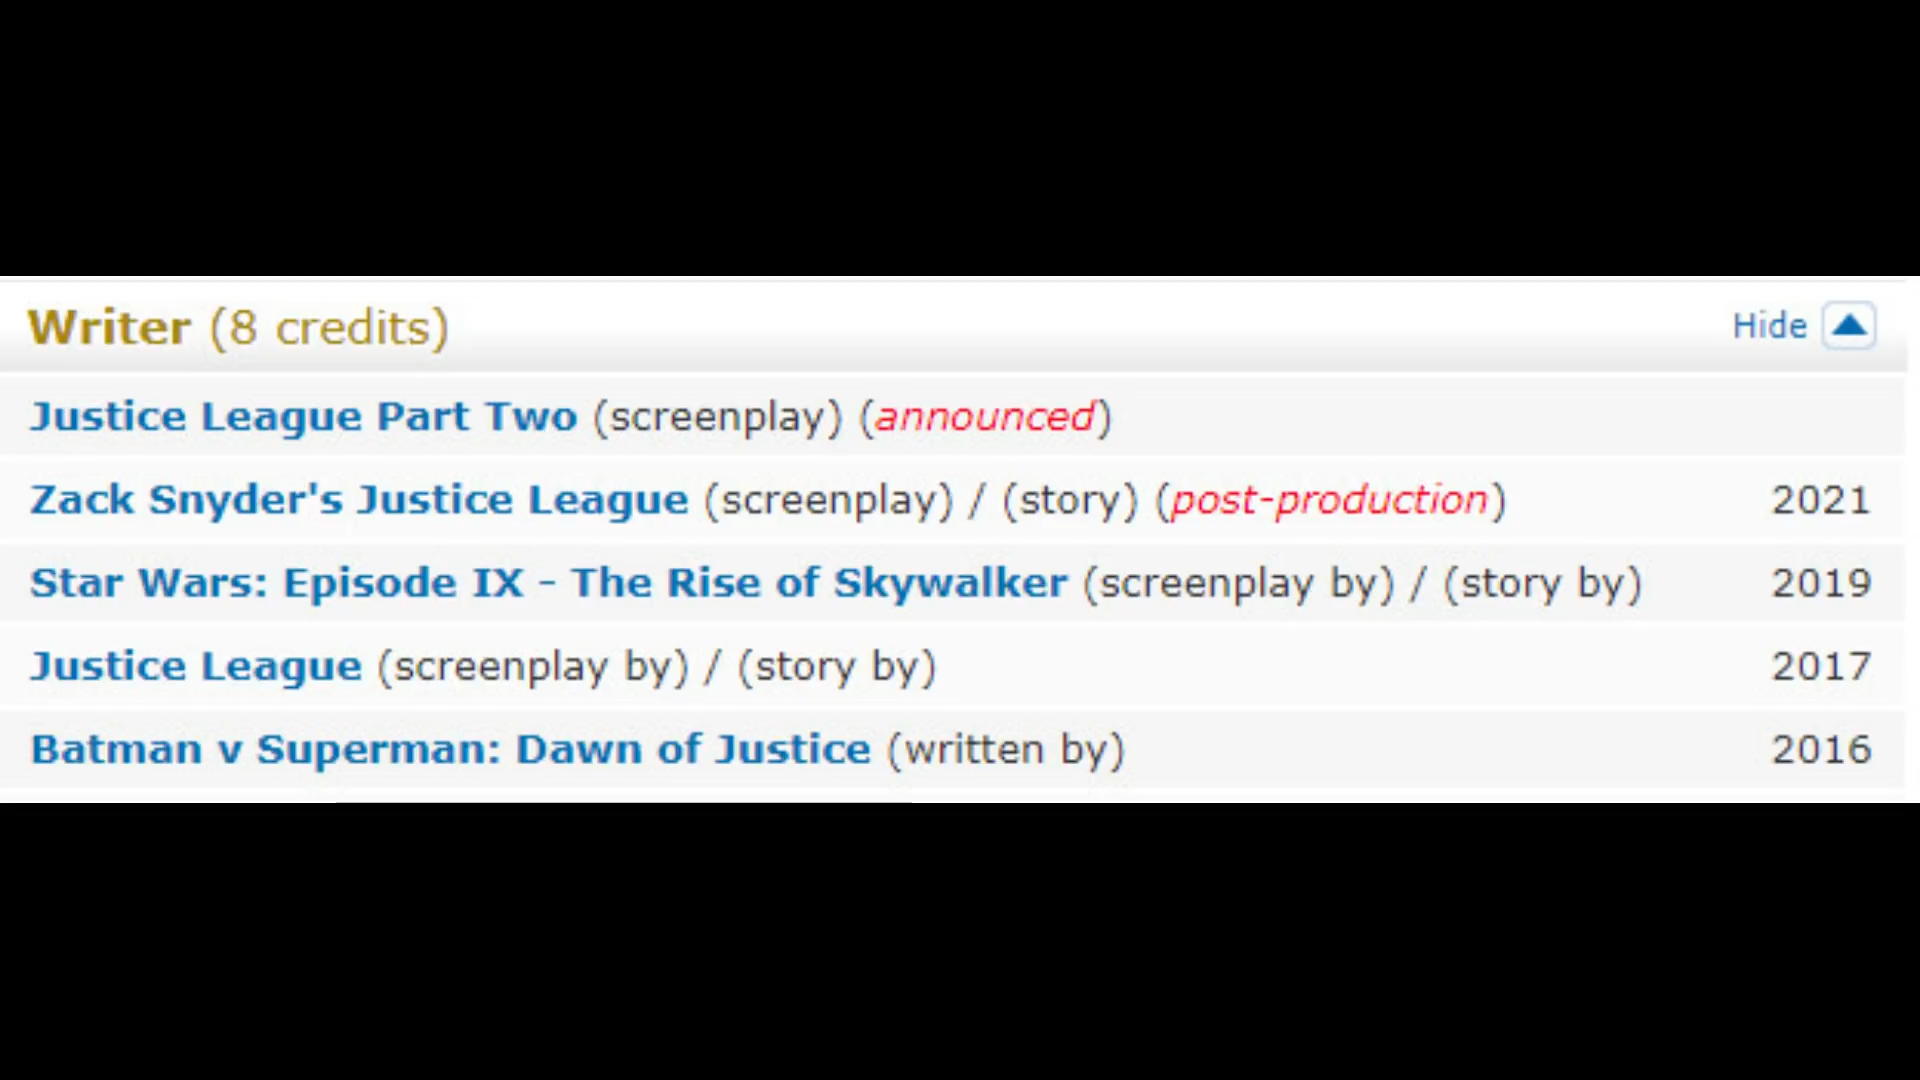 Writer (8 credits) Hide
Justice League Part Two (screenplay) (announced)
Zack Snyder's Justice League (screenplay) / (story) (post-production) 2021
Star Wars: Episode IX - The Rise of Skywalker (screenplay by) / (story by) 2019
Justice League (screenplay by) / (story by) 2017
Batman v Superman: Dawn of Justice (written by) 2016